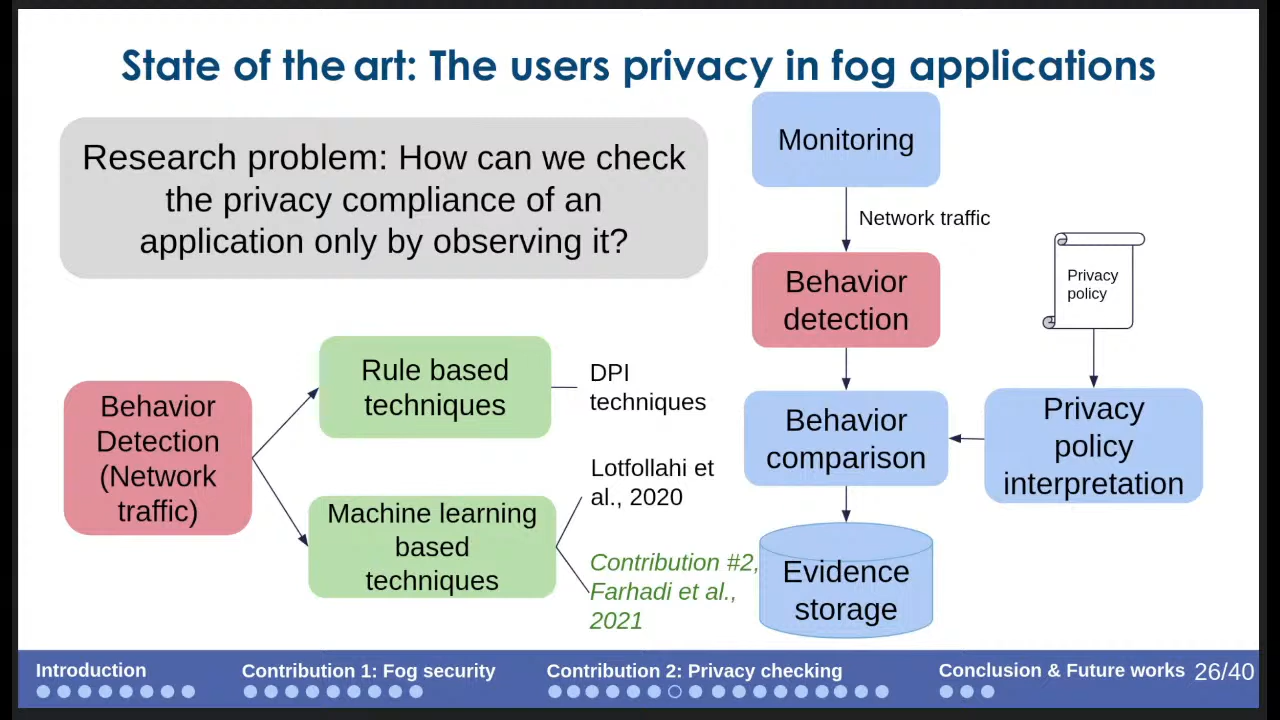 State of the art: The users privacy in fog applications
Research problem: How can we check
the privacy compliance of an
application only by observing it?
Monitoring
Network traffic
Behavior
detection
Privacy
policy
Behavior
comparison
Privacy
policy
interpretation
Evidence
storage
Behavior
Detection
(Network
traffic)
Rule based
techniques
DPI
techniques
Machine learning
based
techniques
Lotfollahi et
al., 2020
Contribution #2,
Farhadi et al.,
2021
Introduction
Contribution 1: Fog security
Contribution 2: Privacy checking
Conclusion & Future works
26/40